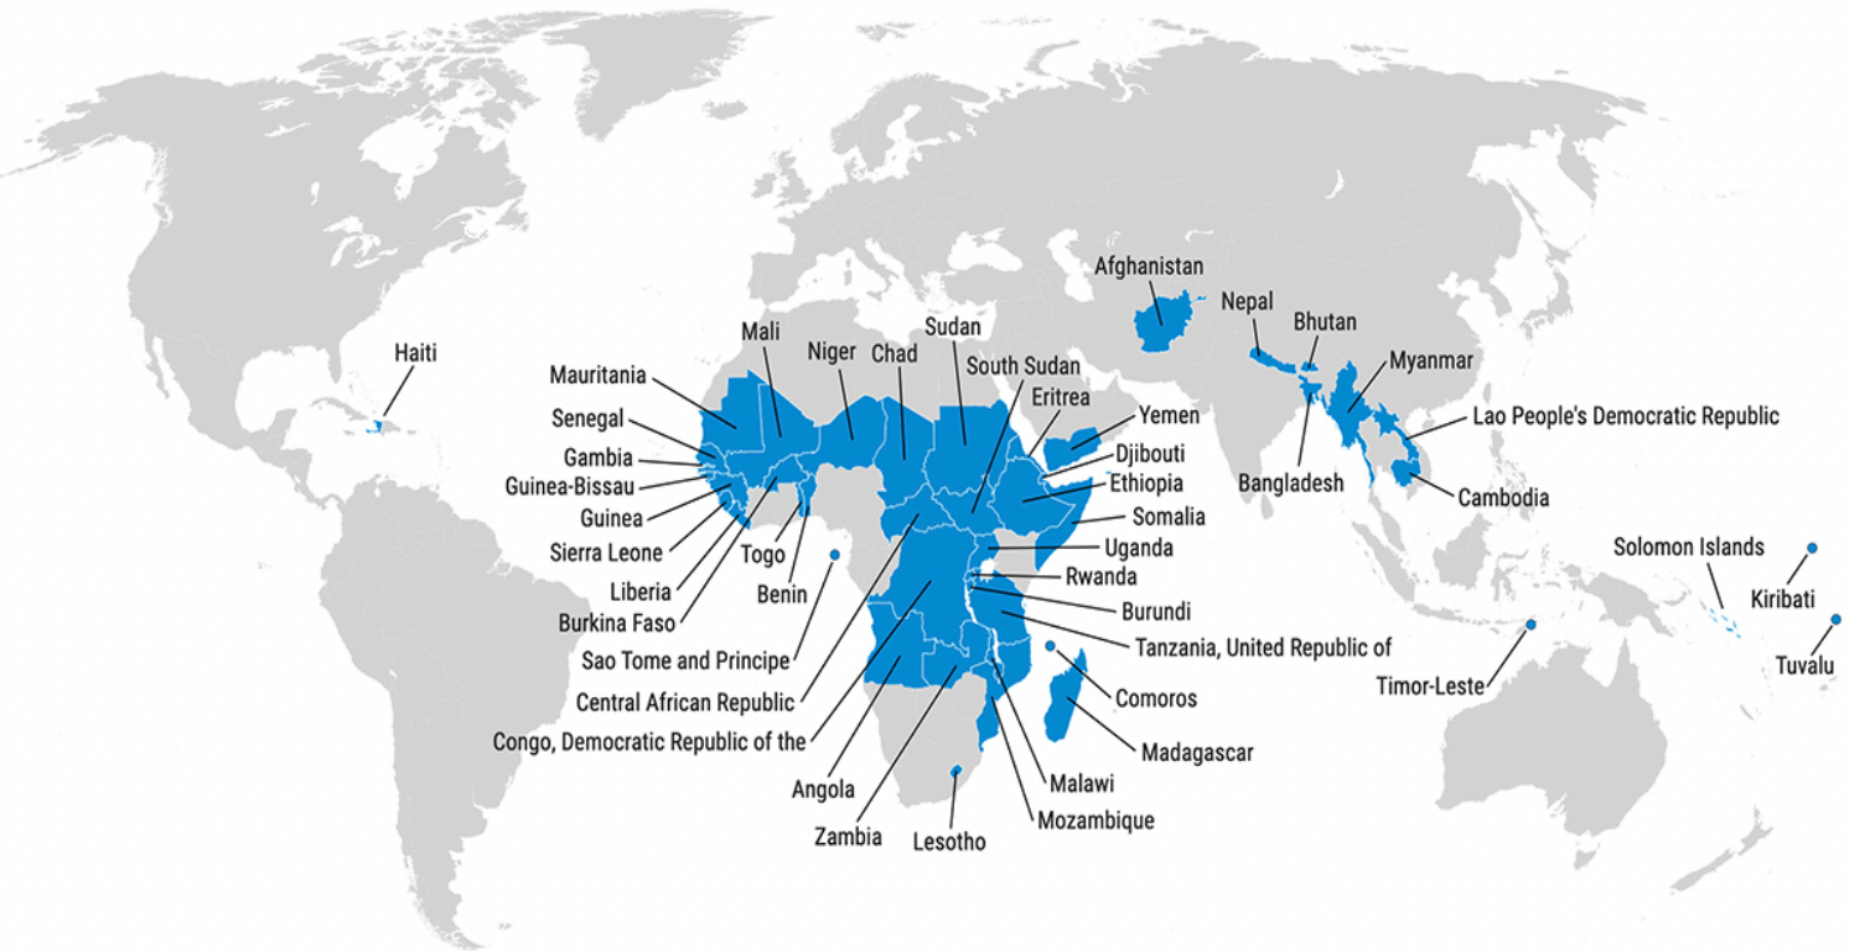 Afghanistan
Nepal
Bhutan
Mali
Sudan
Niger
Chad
Haiti
South Sudan
Myanmar
Mauritania
Eritrea
Yemen
Lao People's Democratic Republic
Senegal
Djibouti
Gambia
Ethiopia
Bangladesh
Guinea-Bissau
Cambodia
Guinea
Somalia
Sierra Leone
Togo
Uganda
Solomon Islands
Rwanda
Liberia
Benin
Kiribati
Burundi
Burkina Faso
Tanzania, United Republic of
Sao Tome and Principe
Tuvalu
Timor-Leste
Central African Republic
Comoros
Congo, Democratic Republic of the
Madagascar
Angola
Malawi
Mozambique
Zambia
Lesotho